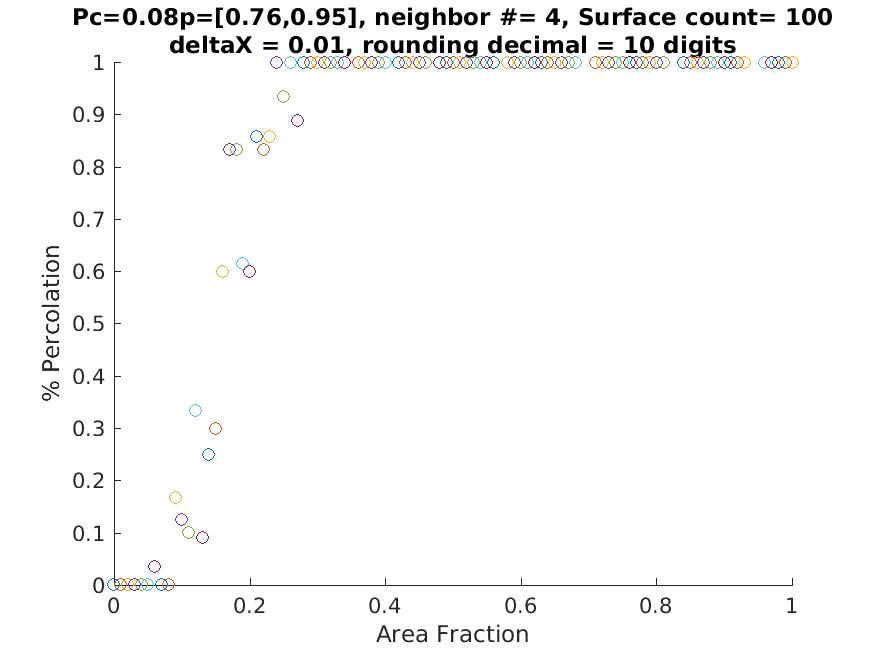 Pc=0.08p=[0.76,0.95], neighbor #= 4, Surface count= 100
deltaX = 0.01, rounding decimal = 10 digits
1
0.9
0.8
0.7
0.6
0.5
0.4
0.3
0.2
0.1
0
% Percolation
0 0.2 0.4 0.6 0.8 1
Area Fraction